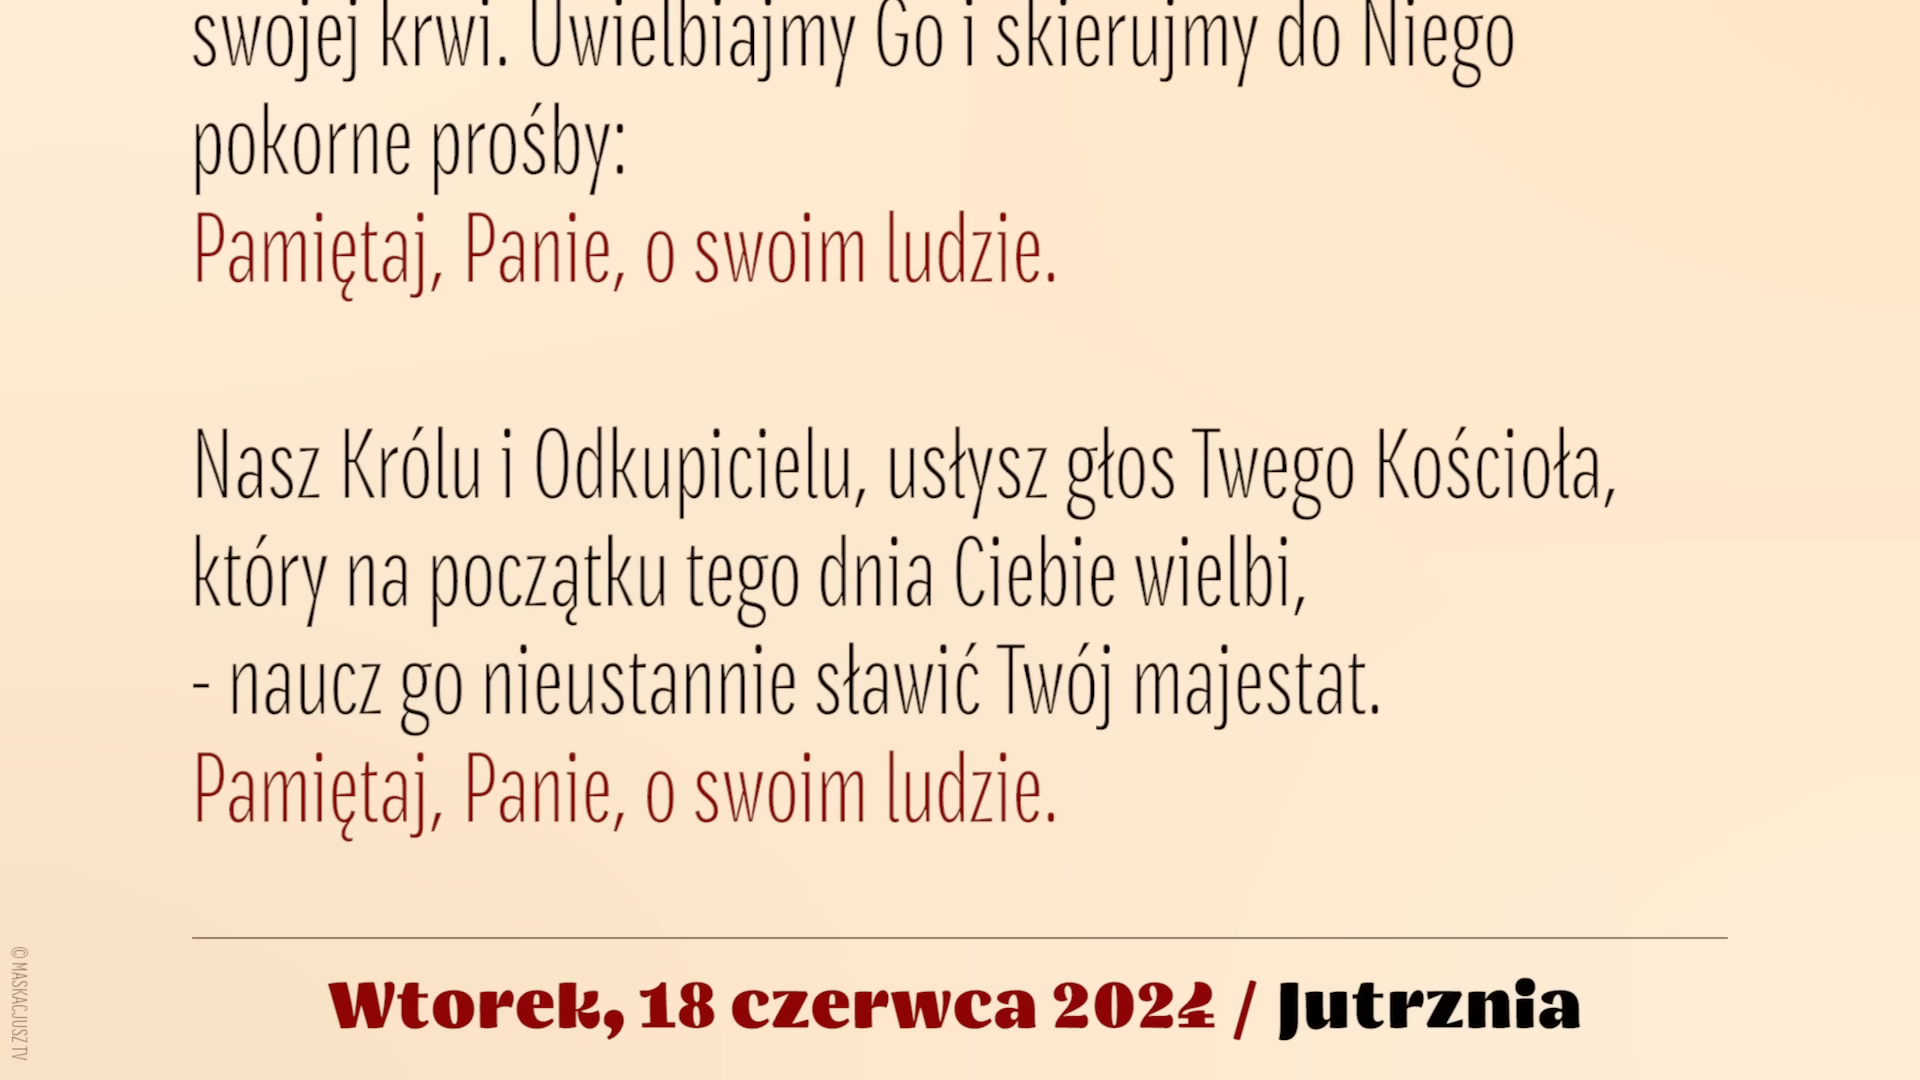 swojej krwi. Uwielbiajmy Go i skierujmy do Niego
pokorne prośby:
Pamiętaj, Panie, o swoim ludzie.
Nasz Królu i Odkupicielu, usłysz głos Twego Kościoła,
który na początku tego dnia Ciebie wielbi,
- naucz go nieustannie sławić Twój majestat.
Pamiętaj, Panie, o swoim ludzie.
Wtorek, 18 czerwca 2024 / Jutrznia
© MASKACJUSZ TV